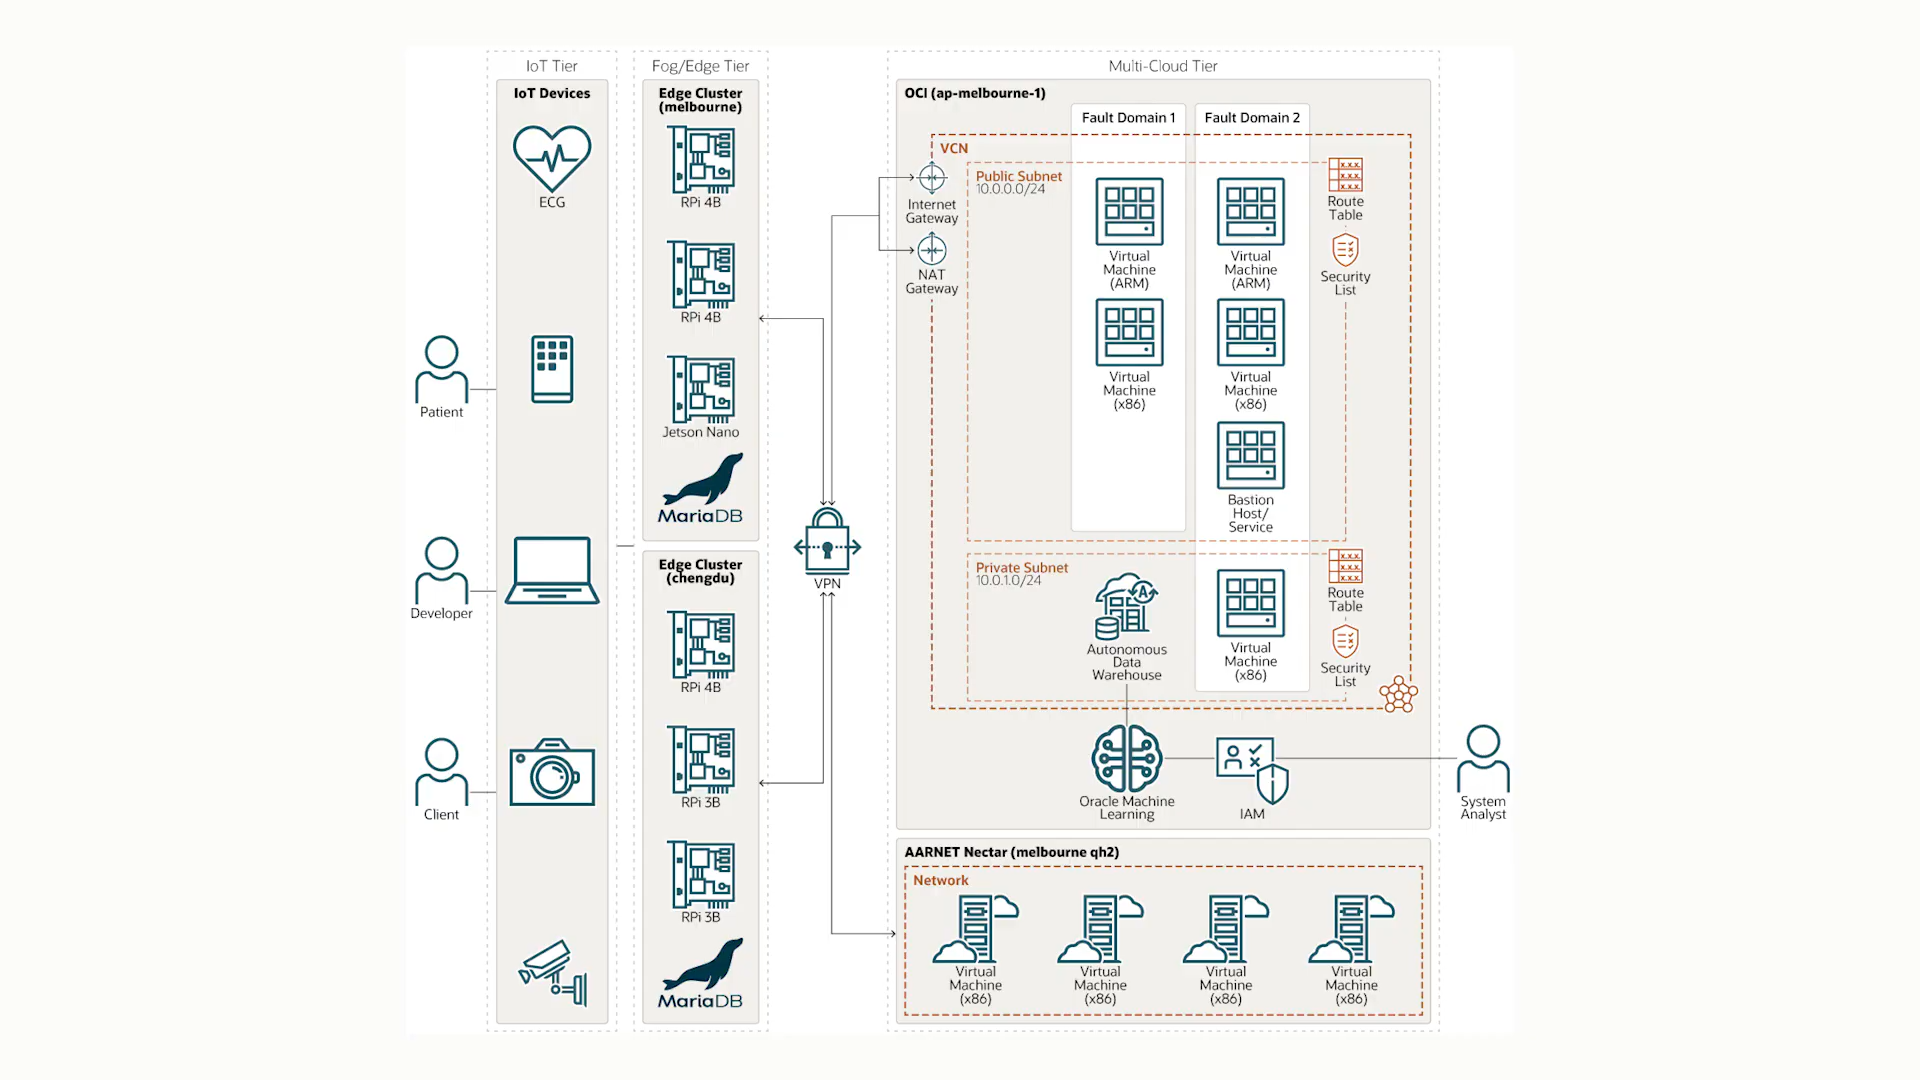 IoT Tier
IoT Devices
ECG
Patient
Developer
Client
Fog/Edge Tier
Edge Cluster
(melbourne)
RPi 4B
RPi 4B
Jetson Nano
MariaDB
Edge Cluster
(chengdu)
RPi 4B
RPi 3B
RPi 3B
MariaDB
VPN
Multi-Cloud Tier
OCI (ap-melbourne-1)
Fault Domain 1
Fault Domain 2
VCN
Internet
Gateway
NAT
Gateway
Public Subnet
10.0.0.0/24
Virtual
Machine
(ARM)
Virtual
Machine
(ARM)
x.x.x.
x.x.x.
x.x.x.
Route
Table
Security
List
Virtual
Machine
(x86)
Virtual
Machine
(x86)
Bastion
Host/
Service
Private Subnet
10.0.1.0/24
A
Autonomous
Data
Warehouse
Virtual
Machine
(x86)
x.x.x.
x.x.x.
x.x.x.
Route
Table
Security
List
Oracle Machine
Learning
IAM
System
Analyst
AARNET Nectar (melbourne qh2)
Network
Virtual
Machine
(x86)
Virtual
Machine
(x86)
Virtual
Machine
(x86)
Virtual
Machine
(x86)